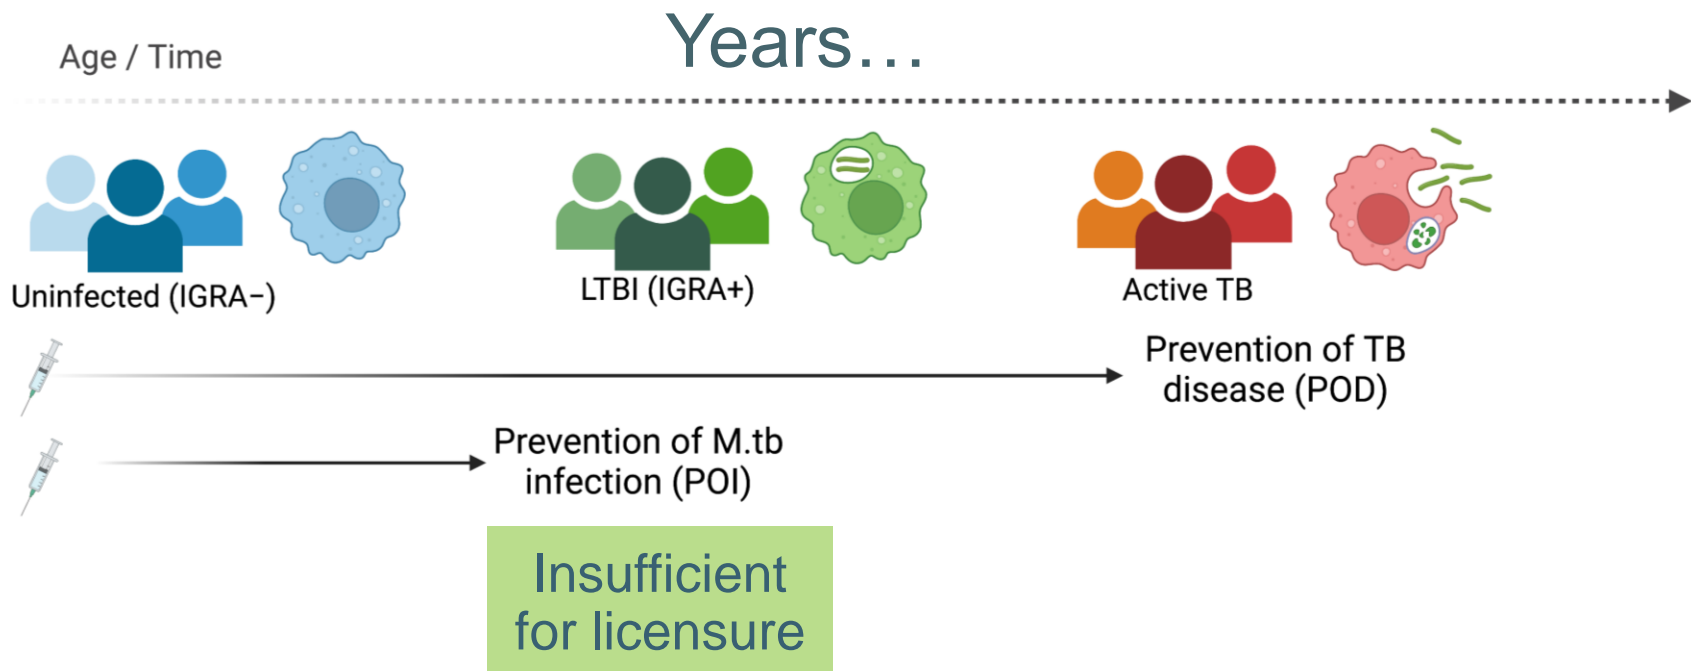 Years…
Age / Time
Uninfected (IGRA−)
LTBI (IGRA+)
Active TB
Prevention of TB
disease (POD)
Prevention of M.tb
infection (POI)
Insufficient
for licensure